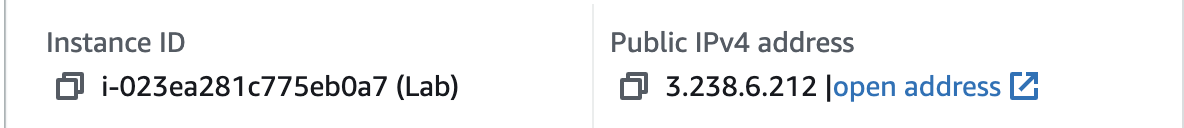 Instance ID
i-023ea281c775eb0a7 (Lab)
Public IPv4 address
3.238.6.212 |open address